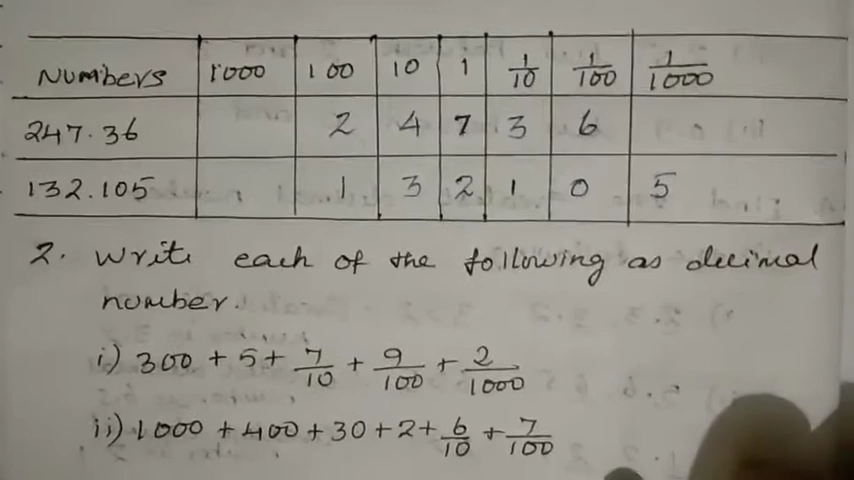 Numbers 1000 100 10 1 1/10 1/100 1/1000
247.36 2 4 7 3 6
132.105 1 3 2 1 0 5
2. Write each of the following as decimal
number.
i) 300 + 5 + 7/10 + 9/100 + 2/1000
ii) 1000 + 400 + 30 + 2 + 6/10 + 7/100